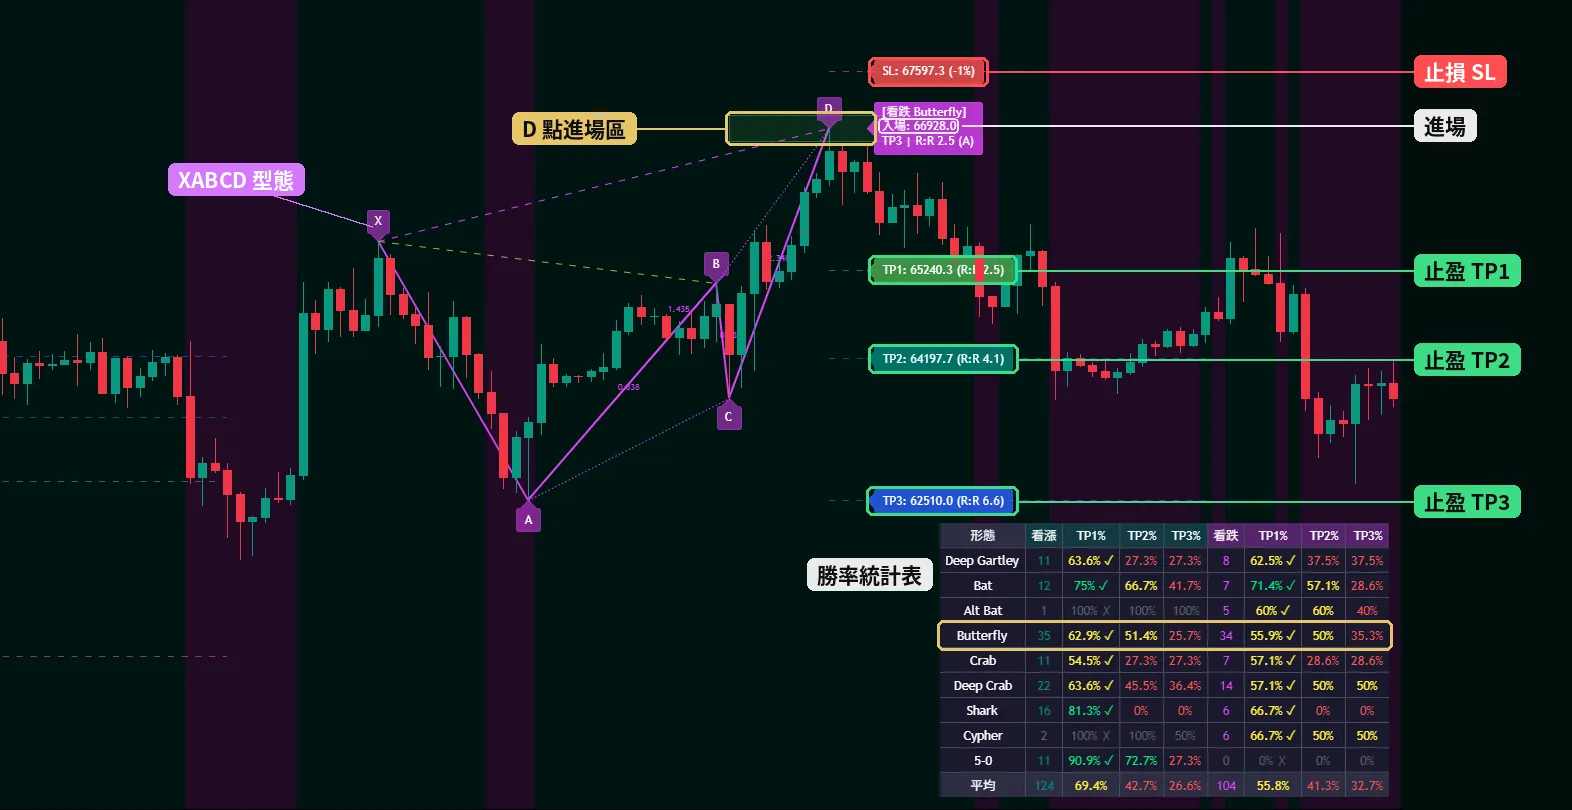 SL: 67597.3 (-1%)
止損 SL
D
[看跌 Butterfly]
入場: 66928.0
TP3 | R:R 2.5 (A)
進場
D 點進場區
XABCD 型態
X
B
TP1: 65240.3 (R:R 2.5)
止盈 TP1
1.435
TP2: 64197.7 (R:R 4.1)
止盈 TP2
C
TP3: 62510.0 (R:R 6.6)
止盈 TP3
A
勝率統計表
形態 看漲 TP1% TP2% TP3% 看跌 TP1% TP2% TP3%
Deep Gartley 11 63.6% ✓ 27.3% 27.3% 8 62.5% ✓ 37.5% 37.5%
Bat 12 75% ✓ 66.7% 41.7% 7 71.4% ✓ 57.1% 28.6%
Alt Bat 1 100% ✗ 100% 100% 5 60% ✓ 60% 40%
Butterfly 35 62.9% ✓ 51.4% 25.7% 34 55.9% ✓ 50% 35.3%
Crab 11 54.5% ✓ 27.3% 27.3% 7 57.1% ✓ 28.6% 28.6%
Deep Crab 22 63.6% ✓ 45.5% 36.4% 14 57.1% ✓ 50% 50%
Shark 16 81.3% ✓ 0% 0% 6 66.7% ✓ 0% 0%
Cypher 2 100% ✗ 100% 50% 6 66.7% ✓ 50% 50%
5-0 11 90.9% ✓ 72.7% 27.3% 0 0% ✗ 0% 0%
平均 124 69.4% 42.7% 26.6% 104 55.8% 41.3% 32.7%